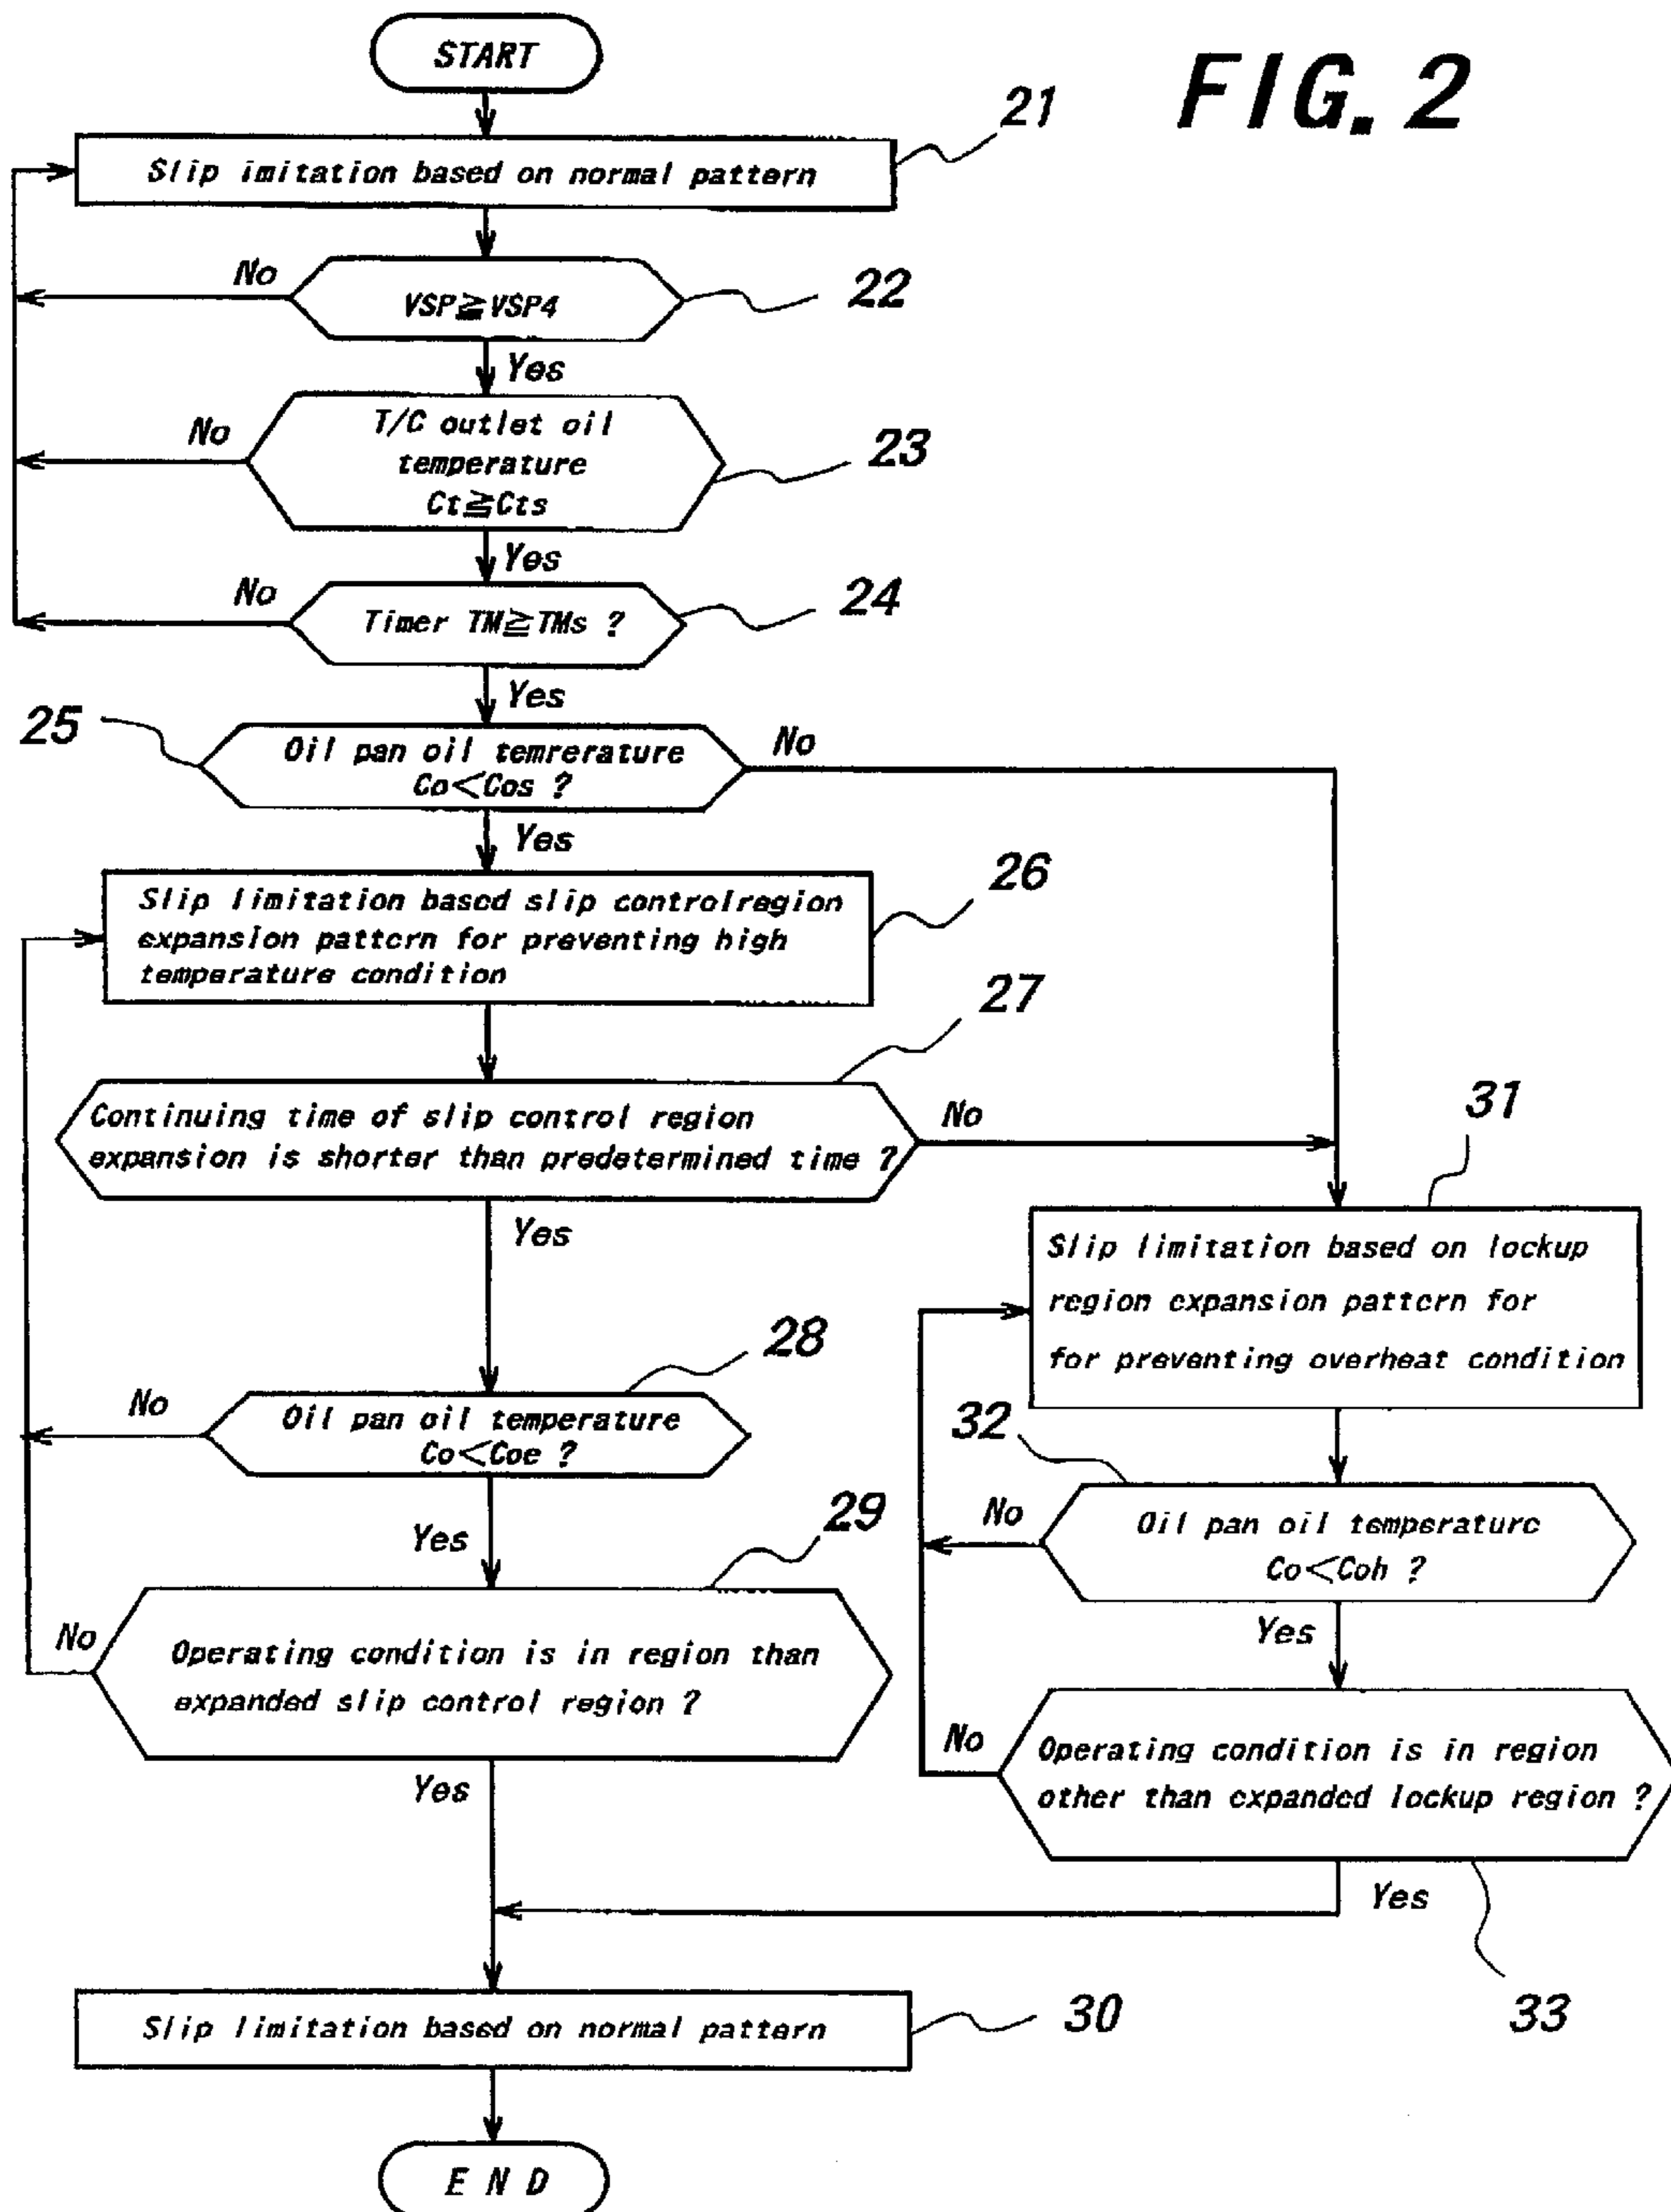 FIG. 2
START
21
Slip imitation based on normal pattern
No
22
VSP≧VSP4
Yes
T/C outlet oil
temperature
Ct≧Cts
No
23
Yes
No
24
Timer TM≧TMs ?
Yes
25
Oil pan oil temrerature
Co<Cos ?
No
Yes
26
Slip limitation based slip controlregion
expansion pattern for preventing high
temperature condition
27
Continuing time of slip control region
expansion is shorter than predetermined time ?
No
Yes
31
Slip limitation based on lockup
region expansion pattern for
for preventing overheat condition
28
No
Oil pan oil temperature
Co<Coe ?
Yes
32
No
Oil pan oil temperature
Co<Coh ?
Yes
29
No
Operating condition is in region than
expanded slip control region ?
Yes
No
Operating condition is in region
other than expanded lockup region ?
Yes
33
Slip limitation based on normal pattern
30
END